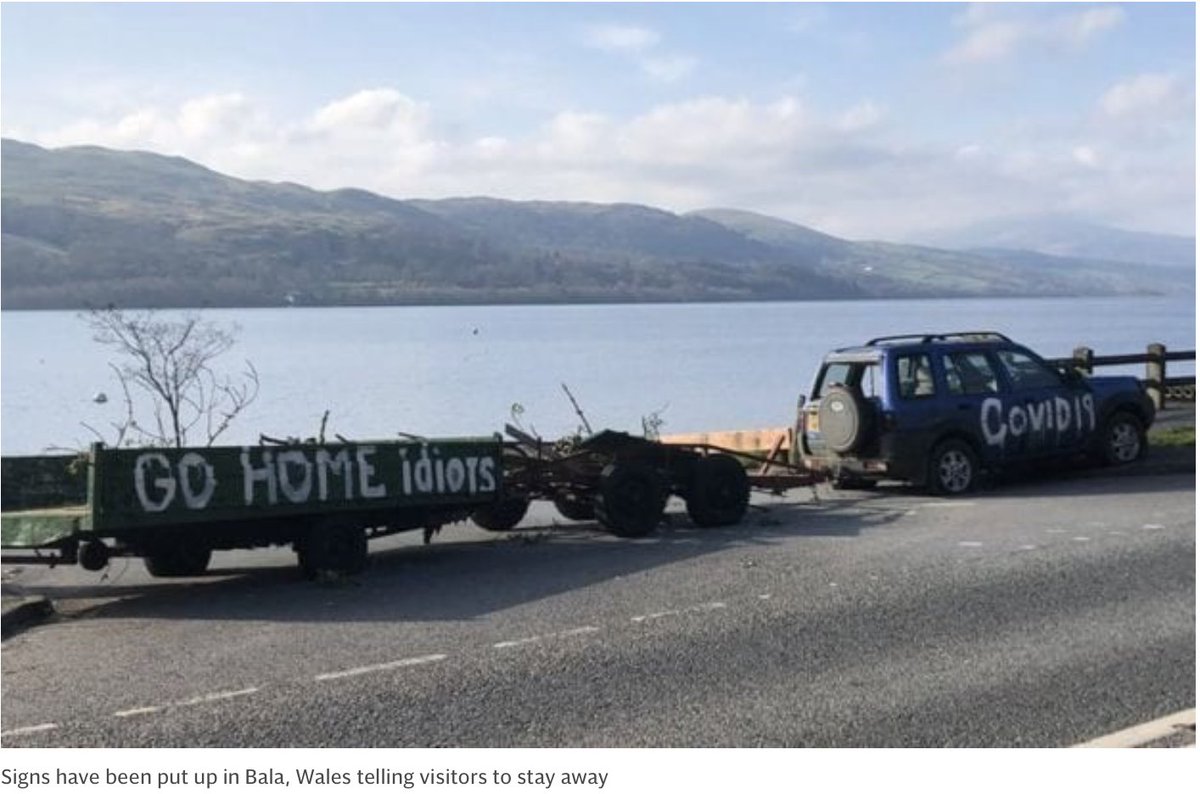 GO HOME idiots
COVID19
Signs have been put up in Bala, Wales telling visitors to stay away